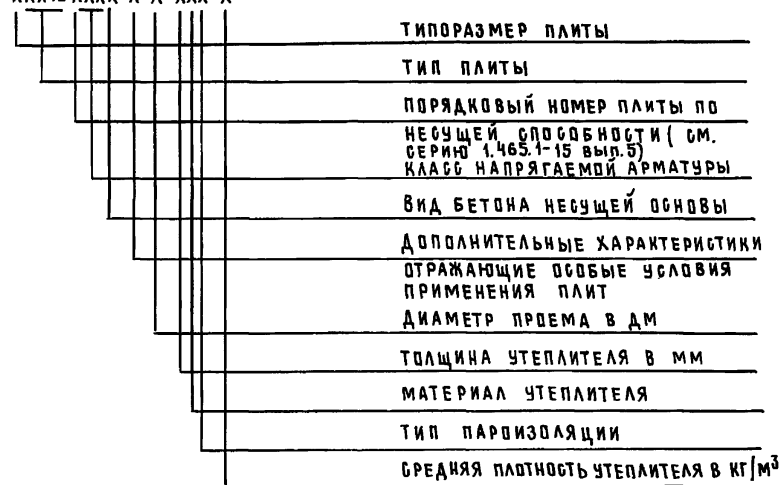 ТИПОРАЗМЕР ПЛИТЫ
ТИП ПЛИТЫ
ПОРЯДКОВЫЙ НОМЕР ПЛИТЫ ПО
НЕСУЩЕЙ СПОСОБНОСТИ ( СМ.
СЕРИЮ 1.465.1-15 ВЫП.5)
КЛАСС НАПРЯГАЕМОЙ АРМАТУРЫ
ВИД БЕТОНА НЕСУЩЕЙ ОСНОВЫ
ДОПОЛНИТЕЛЬНЫЕ ХАРАКТЕРИСТИКИ
ОТРАЖАЮЩИЕ ОСОБЫЕ УСЛОВИЯ
ПРИМЕНЕНИЯ ПЛИТ
ДИАМЕТР ПРОЕМА В ДМ
ТОЛЩИНА УТЕПЛИТЕЛЯ В ММ
МАТЕРИАЛ УТЕПЛИТЕЛЯ
ТИП ПАРОИЗОЛЯЦИИ
СРЕДНЯЯ ПЛОТНОСТЬ УТЕПЛИТЕЛЯ В КГ/М³